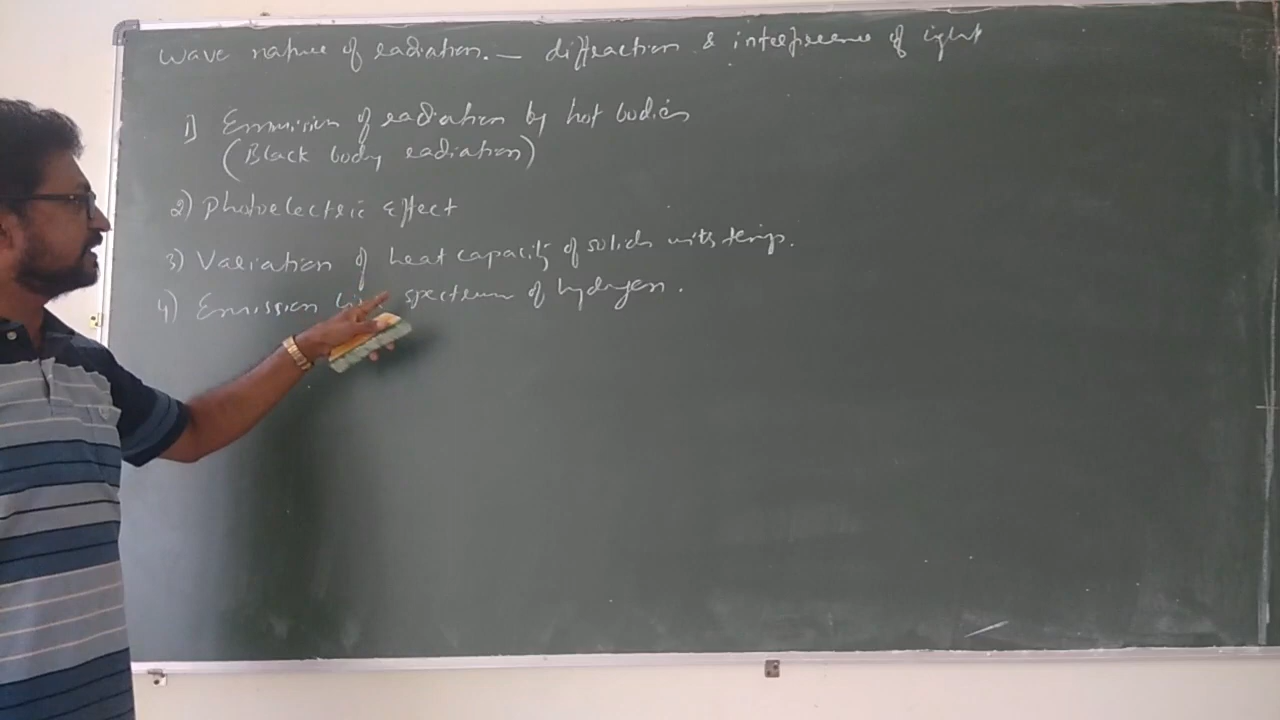 Wave nature of radiation. — diffraction & interference of light
1) Emission of radiation by hot bodies
(Black body radiation)
2) Photoelectric Effect
3) Variation of heat capacity of solids with temp.
4) Emission line spectrum of hydrogen.